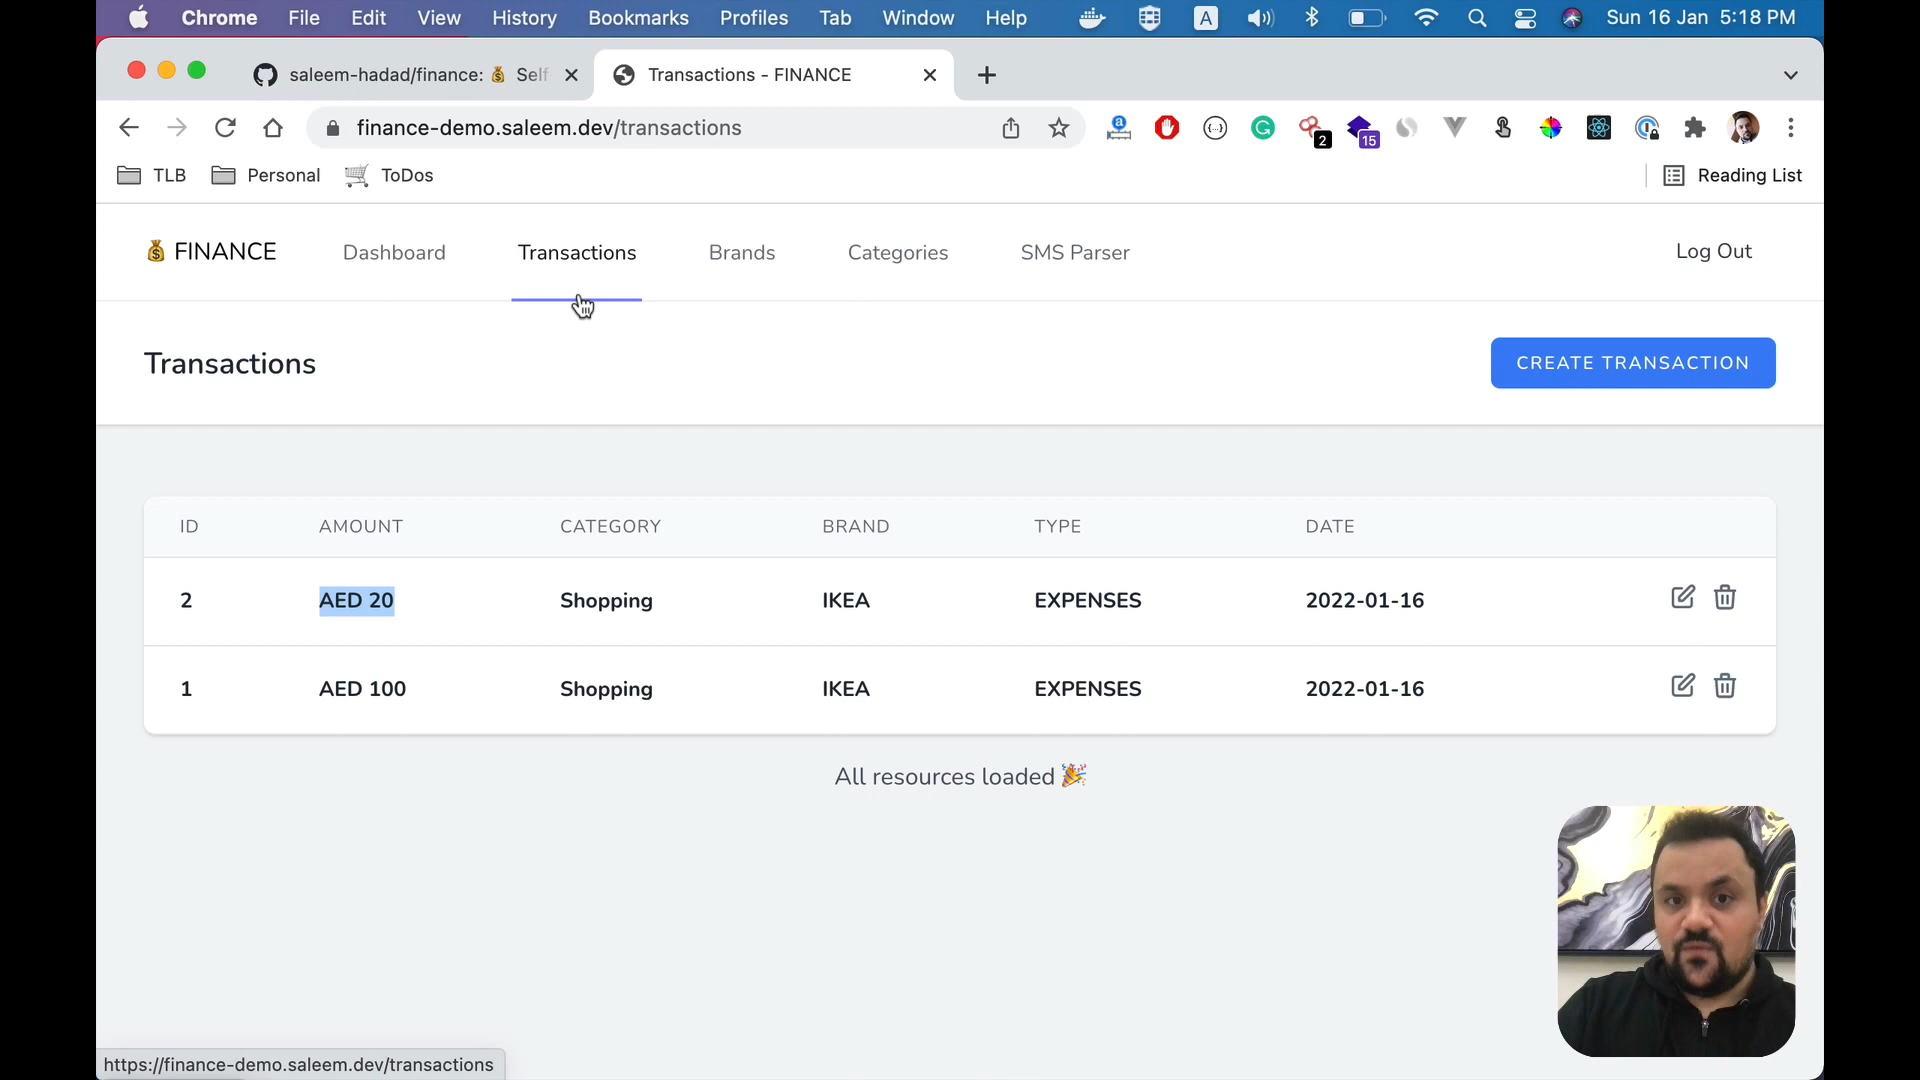 Chrome File Edit View History Bookmarks Profiles Tab Window Help A Sun 16 Jan 5:18 PM
saleem-hadad/finance: 💰 Self Transactions - FINANCE
finance-demo.saleem.dev/transactions 2 15
TLB Personal ToDos Reading List
💰 FINANCE Dashboard Transactions Brands Categories SMS Parser Log Out
Transactions CREATE TRANSACTION
ID AMOUNT CATEGORY BRAND TYPE DATE
2 AED 20 Shopping IKEA EXPENSES 2022-01-16
1 AED 100 Shopping IKEA EXPENSES 2022-01-16
All resources loaded 🎉
https://finance-demo.saleem.dev/transactions